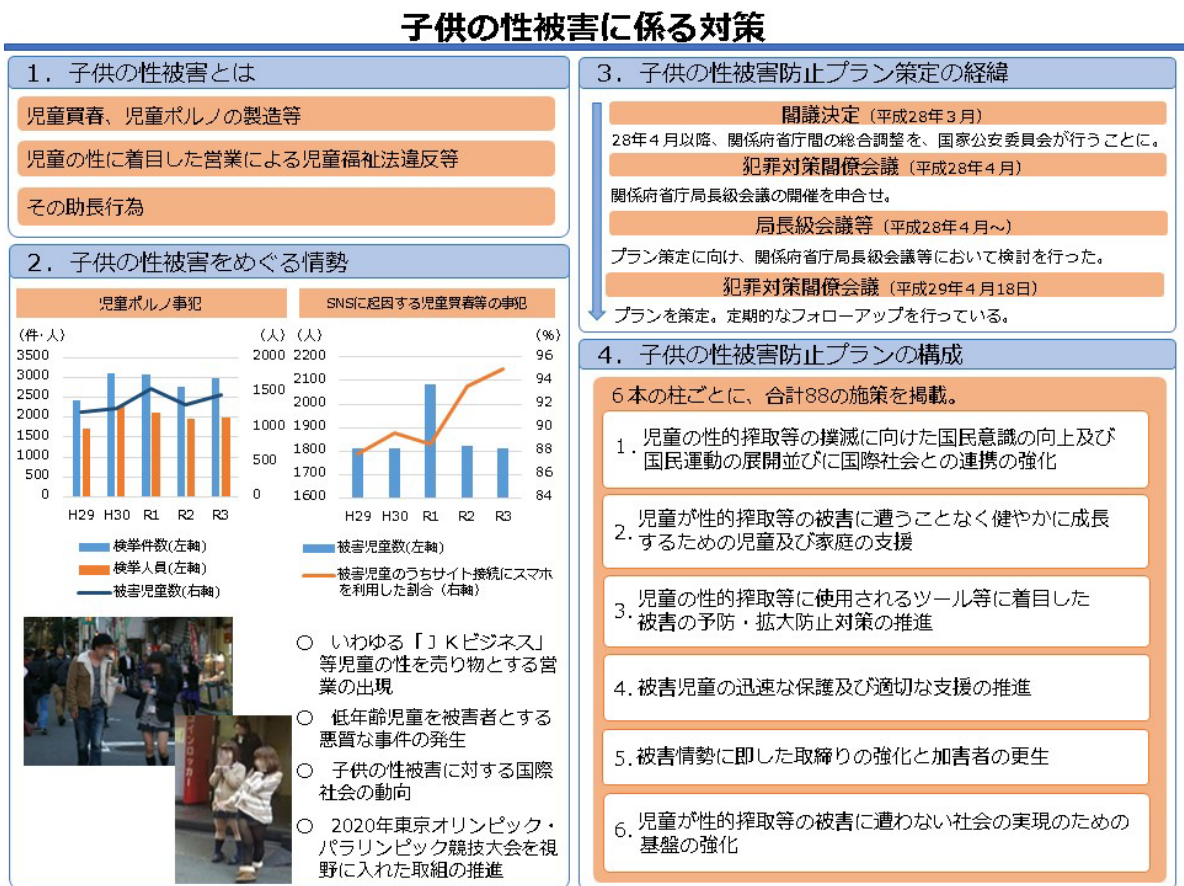 子供の性被害に係る対策
1．子供の性被害とは
児童買春、児童ポルノの製造等
児童の性に着目した営業による児童福祉法違反等
その助長行為
2．子供の性被害をめぐる情勢
児童ポルノ事犯
(件・人)
(人)
3500
3000
2500
2000
1500
1000
500
0
2000
1500
1000
500
0
H29 H30 R1 R2 R3
検挙件数(左軸)
検挙人員(左軸)
被害児童数(右軸)
SNSに起因する児童買春等の事犯
(人)
(%)
2200
2100
2000
1900
1800
1700
1600
96
94
92
90
88
86
84
H29 H30 R1 R2 R3
被害児童数(左軸)
被害児童のうちサイト接続にスマホ
を利用した割合（右軸）
インロッカー
○ いわゆる「ＪＫビジネス」
等児童の性を売り物とする営
業の出現
○ 低年齢児童を被害者とする
悪質な事件の発生
○ 子供の性被害に対する国際
社会の動向
○ 2020年東京オリンピック・
パラリンピック競技大会を視
野に入れた取組の推進
3．子供の性被害防止プラン策定の経緯
閣議決定（平成28年３月）
28年４月以降、関係府省庁間の総合調整を、国家公安委員会が行うことに。
犯罪対策閣僚会議（平成28年４月）
関係府省庁局長級会議の開催を申合せ。
局長級会議等（平成28年４月～）
プラン策定に向け、関係府省庁局長級会議等において検討を行った。
犯罪対策閣僚会議（平成29年４月18日）
プランを策定。定期的なフォローアップを行っている。
4．子供の性被害防止プランの構成
６本の柱ごとに、合計88の施策を掲載。
1. 児童の性的搾取等の撲滅に向けた国民意識の向上及び
国民運動の展開並びに国際社会との連携の強化
2. 児童が性的搾取等の被害に遭うことなく健やかに成長
するための児童及び家庭の支援
3. 児童の性的搾取等に使用されるツール等に着目した
被害の予防・拡大防止対策の推進
4. 被害児童の迅速な保護及び適切な支援の推進
5. 被害情勢に即した取締りの強化と加害者の更生
6. 児童が性的搾取等の被害に遭わない社会の実現のための
基盤の強化